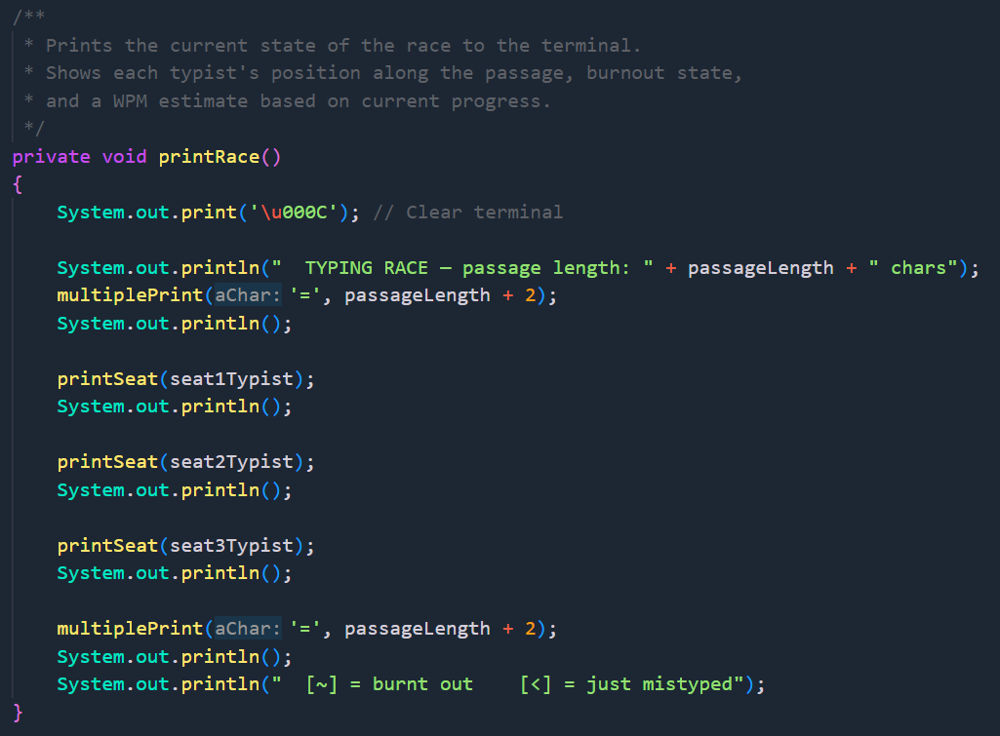 /**
 * Prints the current state of the race to the terminal.
 * Shows each typist's position along the passage, burnout state,
 * and a WPM estimate based on current progress.
 */
private void printRace()
{
    System.out.print('\u000C'); // Clear terminal

    System.out.println("  TYPING RACE — passage length: " + passageLength + " chars");
    multiplePrint(aChar: '=', passageLength + 2);
    System.out.println();

    printSeat(seat1Typist);
    System.out.println();

    printSeat(seat2Typist);
    System.out.println();

    printSeat(seat3Typist);
    System.out.println();

    multiplePrint(aChar: '=', passageLength + 2);
    System.out.println();
    System.out.println("  [~] = burnt out    [<] = just mistyped");
}